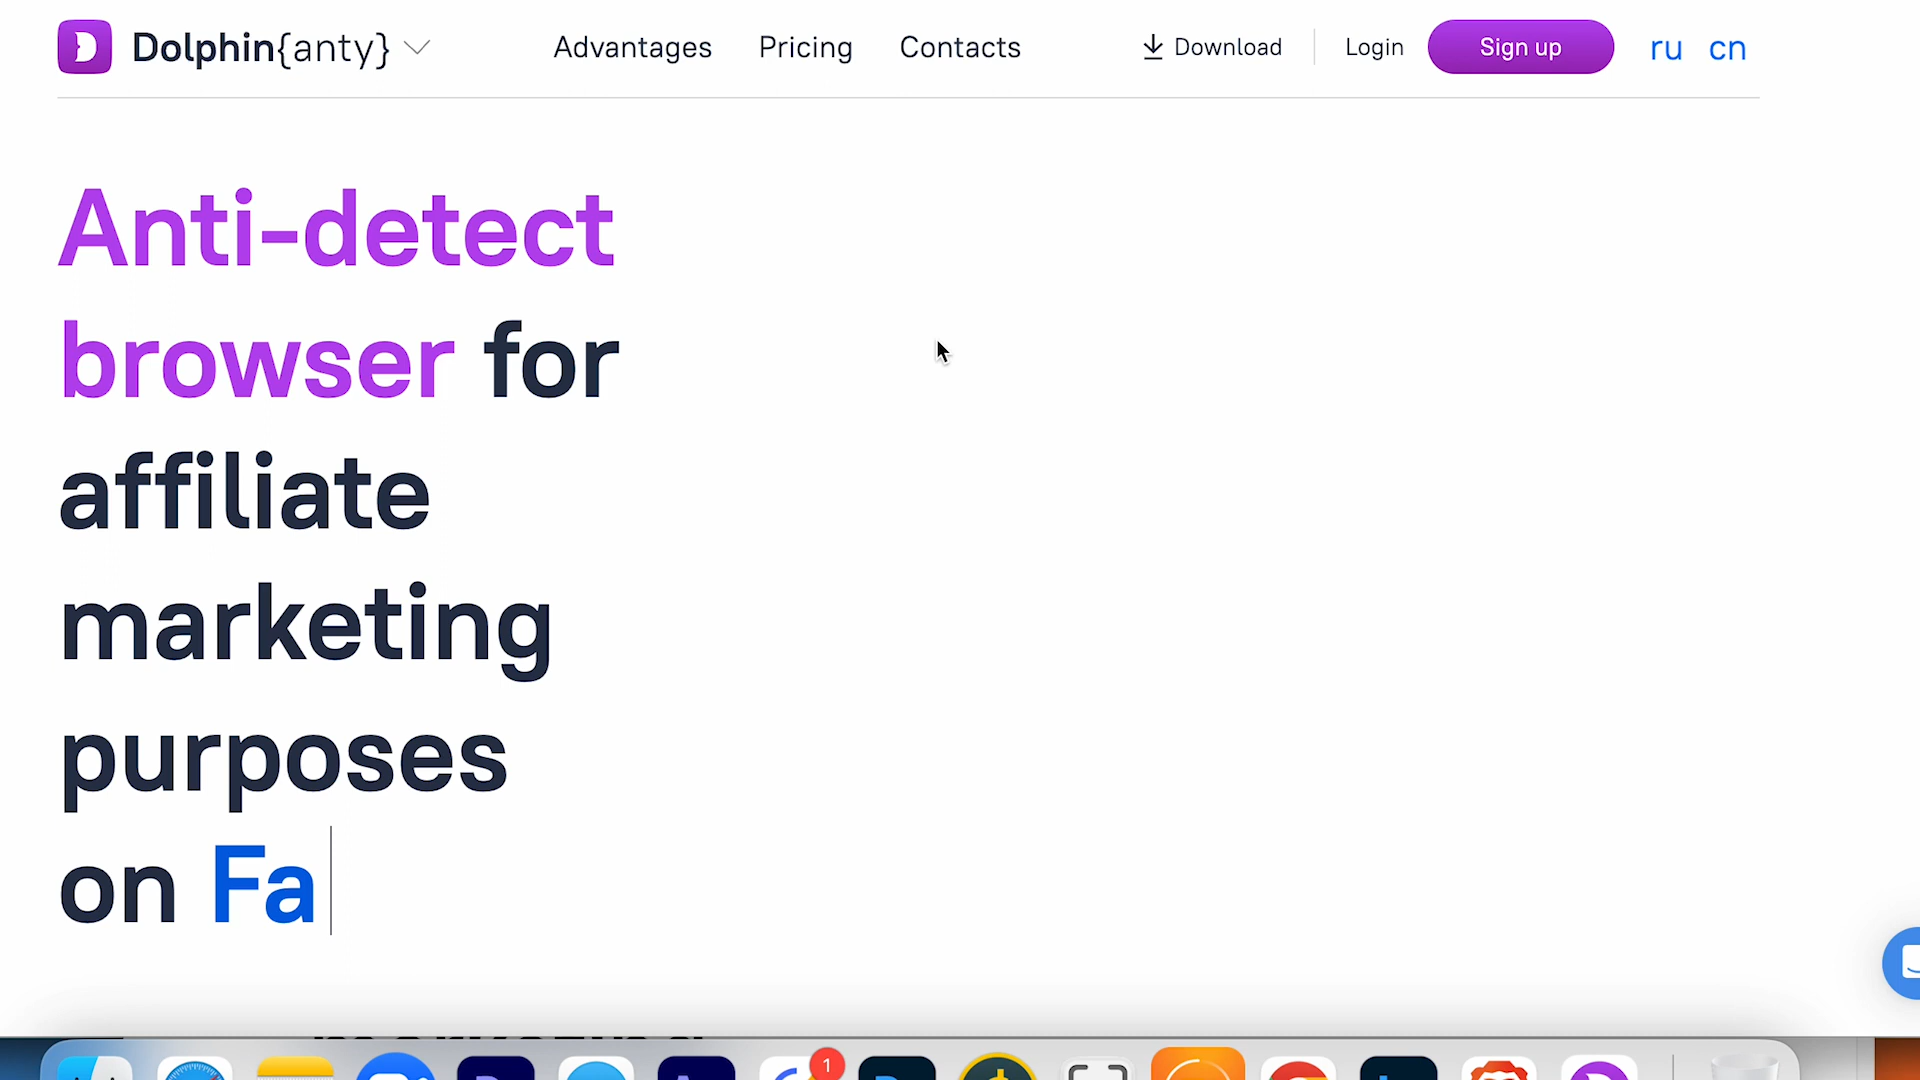 Dolphin{anty}
Advantages
Pricing
Contacts
Download
Login
Sign up
ru
cn
Anti-detect
browser for
affiliate
marketing
purposes
on Fa
1